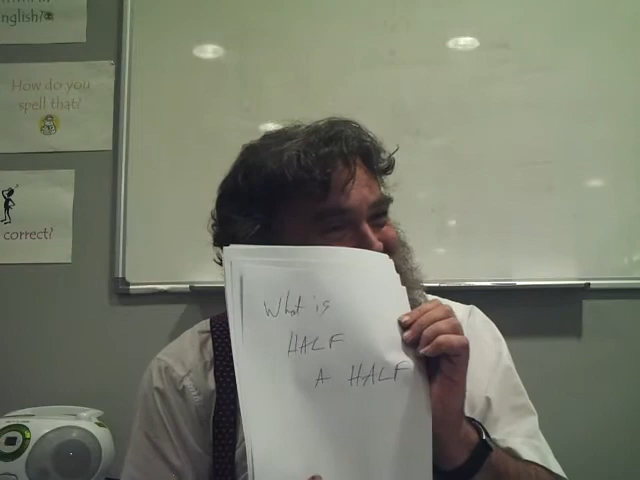 nglish?
How do you
spell that?
correct?
What is
HALF
A HALF